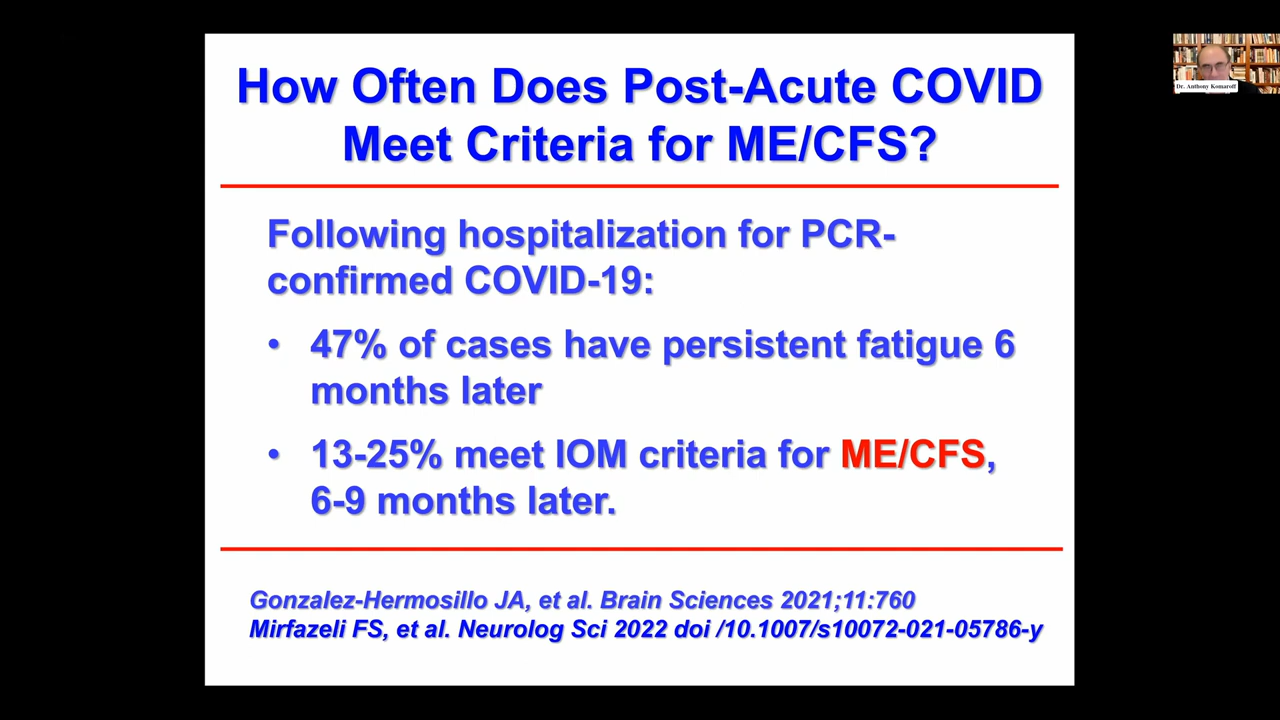 Dr. Anthony Komaroff
How Often Does Post-Acute COVID
Meet Criteria for ME/CFS?
Following hospitalization for PCR-
confirmed COVID-19:
• 47% of cases have persistent fatigue 6
months later
• 13-25% meet IOM criteria for ME/CFS,
6-9 months later.
Gonzalez-Hermosillo JA, et al. Brain Sciences 2021;11:760
Mirfazeli FS, et al. Neurolog Sci 2022 doi /10.1007/s10072-021-05786-y